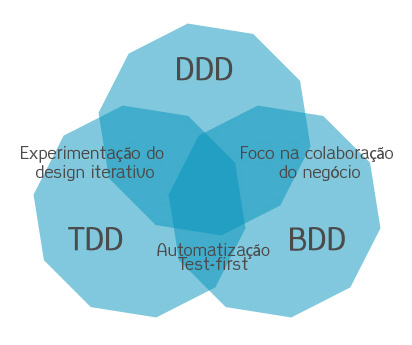 DDD
Experimentação do
design iterativo
Foco na colaboração
do negócio
TDD
Automatização
Test-first
BDD